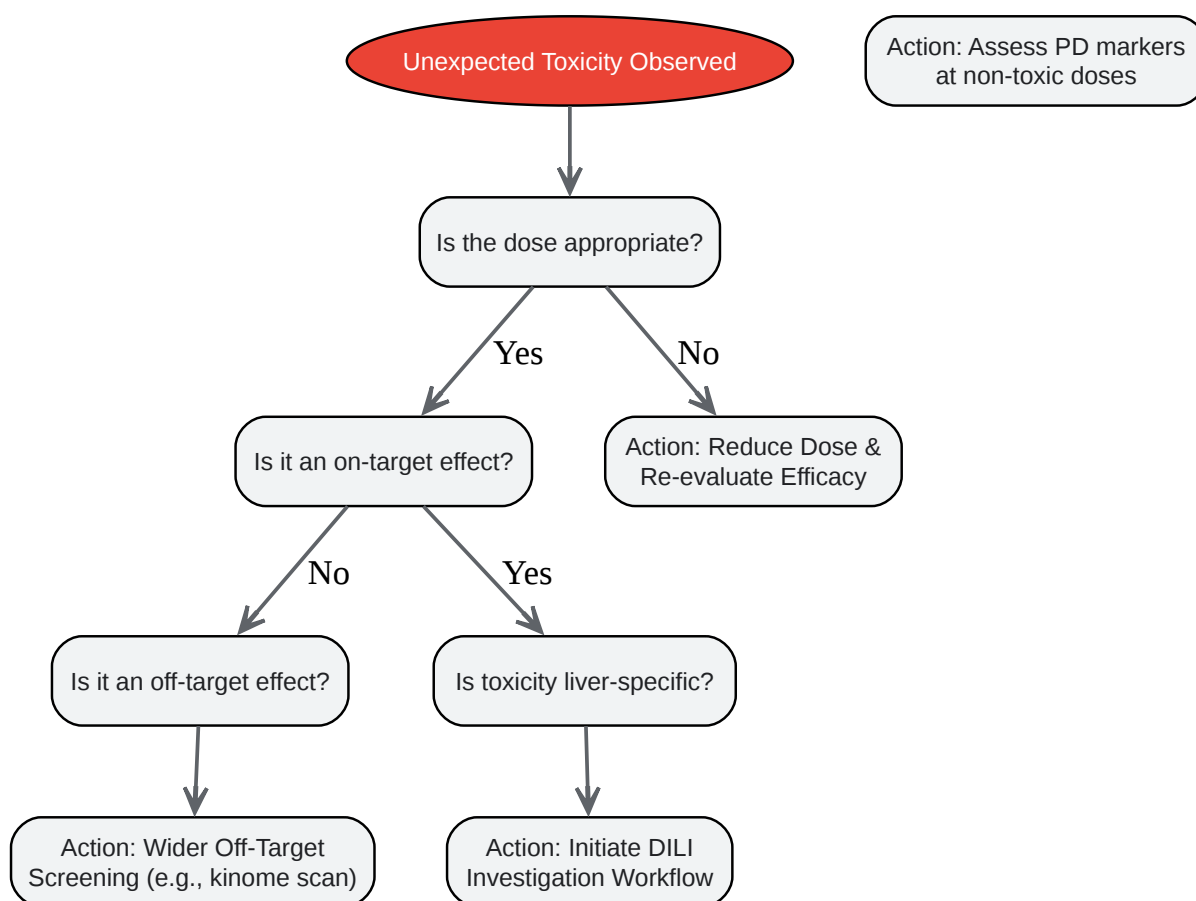 Unexpected Toxicity Observed
Action: Assess PD markers
at non-toxic doses
Is the dose appropriate?
Yes
No
Is it an on-target effect?
Action: Reduce Dose &
Re-evaluate Efficacy
No
Yes
Is it an off-target effect?
Is toxicity liver-specific?
Action: Wider Off-Target
Screening (e.g., kinome scan)
Action: Initiate DILI
Investigation Workflow